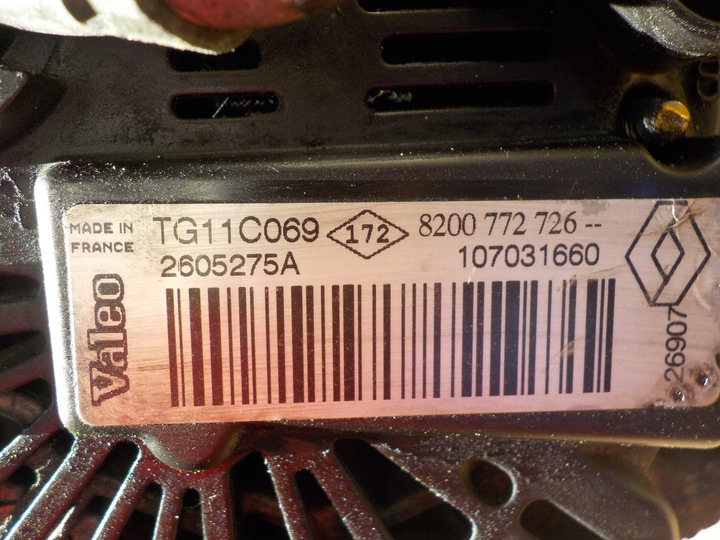 MADE IN
FRANCE
TG11C069
172
8200 772 726 --
2605275A
107031660
Valeo
26907